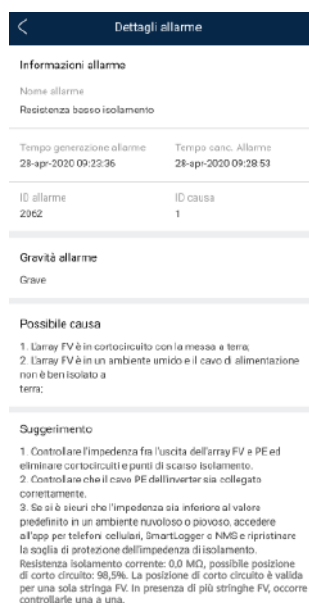 Dettagli allarme
Informazioni allarme
Nome allarme
Resistenza basso isolamento
Tempo generazione allarme
Tempo canc. Allarme
28-apr-2020 09:23:36
28-apr-2020 09:28:53
ID allarme
ID causa
2062
1
Gravità allarme
Grave
Possibile causa
1. L'array FV è in cortocircuito con la messa a terra;
2. L'array FV è in un ambiente umido e il cavo di alimentazione
non è ben isolato a
terra;
Suggerimento
1. Controllare l'impedenza fra l'uscita dell'array FV e PE ed
eliminare cortocircuiti e punti di scarso isolamento.
2. Controllare che il cavo PE dell'inverter sia collegato
correttamente.
3. Se si è sicuri che l'impedenza sia inferiore al valore
predefinito in un ambiente nuvoloso o piovoso, accedere
all'app per telefoni cellulari, SmartLogger o NMS e ripristinare
la soglia di protezione dell'impedenza di isolamento.
Resistenza isolamento corrente: 0,0 MΩ, possibile posizione
di corto circuito: 98,5%. La posizione di corto circuito è valida
per una sola stringa FV. In presenza di più stringhe FV, occorre
controllarle una a una.